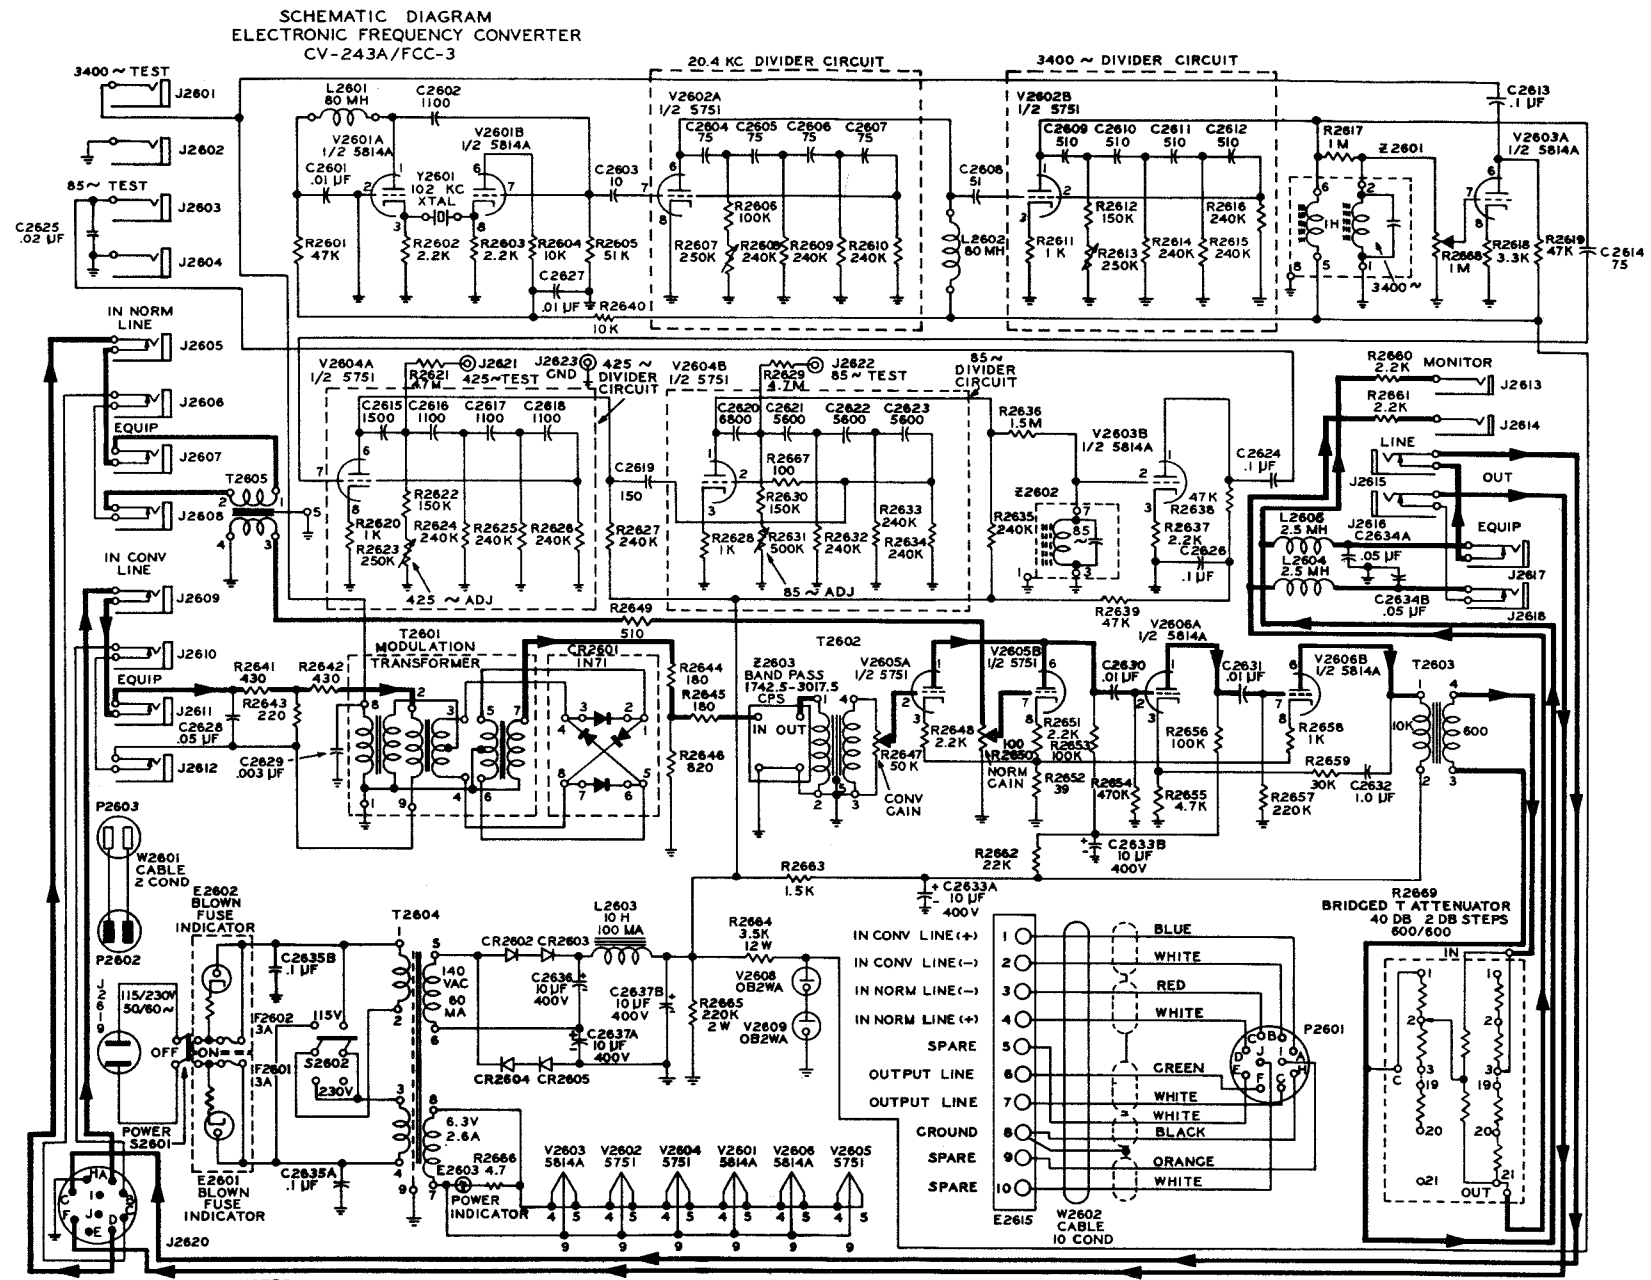 SCHEMATIC DIAGRAM
ELECTRONIC FREQUENCY CONVERTER
CV-243A/FCC-3
3400 ~ TEST
J2601
J2602
85 ~ TEST
J2603
C2625
.02 µF
J2604
L2601
80 MH
C2602
1100
V2601A
1/2 5814A
V2601B
1/2 5814A
C2601
.01 µF
Y2601
102 KC
XTAL
C2603
10
R2601
47K
R2602
2.2K
R2603
2.2K
R2604
10K
R2605
51K
C2627
.01 µF
R2640
10K
20.4 KC DIVIDER CIRCUIT
V2602A
1/2 5751
C2604
75
C2605
75
C2606
75
C2607
75
R2606
100K
R2607
250K
R2608
240K
R2609
240K
R2610
240K
C2608
51
L2602
80 MH
3400 ~ DIVIDER CIRCUIT
V2602B
1/2 5751
C2609
510
C2610
510
C2611
510
C2612
510
R2611
1K
R2612
150K
R2613
250K
R2614
240K
R2615
240K
R2616
240K
C2613
.1 µF
R2617
1M
Z2601
V2603A
1/2 5814A
1H
3400 ~
R2668
1M
R2618
3.3K
R2619
47K
C2614
75
IN NORM
LINE
J2605
J2606
EQUIP
J2607
J2608
T2605
IN CONV
LINE
J2609
J2610
EQUIP
J2611
J2612
V2604A
1/2 5751
R2621
47M
J2621
425 ~ TEST
J2623
GND
425 ~
DIVIDER
CIRCUIT
C2615
1500
C2616
1100
C2617
1100
C2618
1100
R2620
1K
R2622
150K
R2623
250K
R2624
240K
R2625
240K
R2626
240K
R2627
240K
425 ~ ADJ
C2619
150
V2604B
1/2 5751
R2629
4.7M
J2622
85 ~ TEST
85 ~
DIVIDER
CIRCUIT
C2620
6800
C2621
5600
C2622
5600
C2623
5600
R2667
100
R2628
1K
R2630
150K
R2631
500K
R2632
240K
R2633
240K
R2634
240K
85 ~ ADJ
R2636
1.5M
R2635
240K
Z2602
85
~
V2603B
1/2 5814A
C2624
.1 µF
47K
R2638
R2637
2.2K
C2626
.1 µF
R2639
47K
R2660
2.2K
MONITOR
J2613
R2661
2.2K
J2614
LINE
J2615
OUT
J2616
EQUIP
J2617
J2618
L2605
2.5 MH
L2604
2.5 MH
C2634A
.05 µF
C2634B
.05 µF
R2649
510
R2641
430
R2642
430
R2643
220
C2628
.05 µF
C2629
.003 µF
T2601
MODULATION
TRANSFORMER
CR2601
1N71
R2644
180
R2645
180
R2646
820
Z2603
BAND PASS
1742.5-3017.5
CPS
IN OUT
T2602
R2647
50K
CONV
GAIN
V2605A
1/2 5751
R2648
2.2K
100
R2650
NORM
GAIN
V2605B
1/2 5751
R2651
2.2K
R2652
39
R2653
100K
R2654
470K
C2630
.01 µF
V2606A
1/2 5814A
R2655
4.7K
R2656
100K
C2631
.01 µF
V2606B
1/2 5814A
R2657
220K
R2658
1K
R2659
30K
C2632
1.0 µF
T2603
10K
600
R2662
22K
C2633B
10 µF
400V
R2663
1.5K
C2633A
10 µF
400V
P2603
W2601
CABLE
2 COND
P2602
E2602
BLOWN
FUSE
INDICATOR
J2619
115/230V
50/60 ~
OFF
ON
F2602
3A
F2601
3A
POWER
S2601
E2601
BLOWN
FUSE
INDICATOR
C2635B
.1 µF
115V
S2602
230V
C2635A
.1 µF
T2604
140
VAC
60
MA
6.3V
2.6A
CR2602 CR2603
L2603
10 H
100 MA
C2636
10 µF
400V
C2637B
10 µF
400V
C2637A
10 µF
400V
CR2604 CR2605
R2664
3.5K
12 W
R2665
220K
2 W
V2608
OB2WA
V2609
OB2WA
E2603
R2666
4.7
POWER
INDICATOR
V2603
5814A
V2602
5751
V2604
5751
V2601
5814A
V2606
5814A
V2605
5751
IN CONV LINE (+) 1 BLUE
IN CONV LINE (-) 2 WHITE
IN NORM LINE (-) 3 RED
IN NORM LINE (+) 4 WHITE
SPARE 5
OUTPUT LINE 6 GREEN
OUTPUT LINE 7 WHITE
WHITE
GROUND 8 BLACK
SPARE 9 ORANGE
SPARE 10 WHITE
E2615
W2602
CABLE
10 COND
P2601
R2669
BRIDGED T ATTENUATOR
40 DB 2 DB STEPS
600/600
IN
OUT
J2620